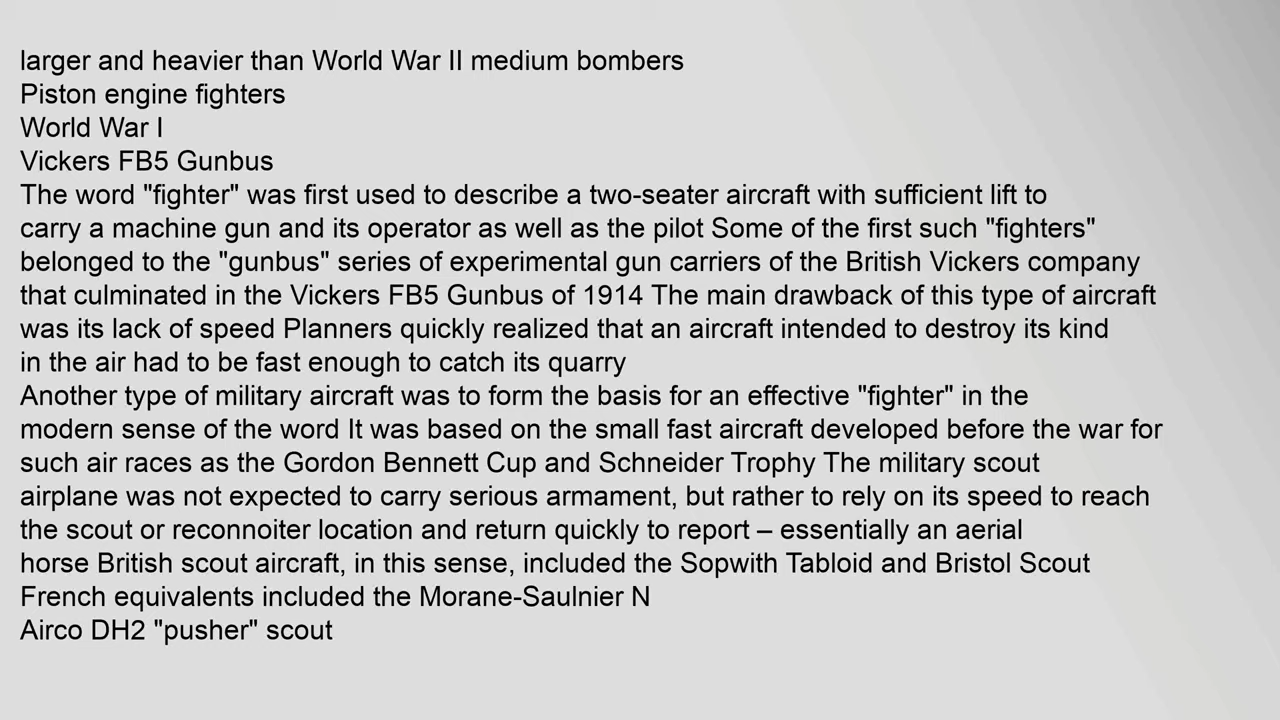 larger and heavier than World War II medium bombers
Piston engine fighters
World War I
Vickers FB5 Gunbus
The word "fighter" was first used to describe a two-seater aircraft with sufficient lift to
carry a machine gun and its operator as well as the pilot Some of the first such "fighters"
belonged to the "gunbus" series of experimental gun carriers of the British Vickers company
that culminated in the Vickers FB5 Gunbus of 1914 The main drawback of this type of aircraft
was its lack of speed Planners quickly realized that an aircraft intended to destroy its kind
in the air had to be fast enough to catch its quarry
Another type of military aircraft was to form the basis for an effective "fighter" in the
modern sense of the word It was based on the small fast aircraft developed before the war for
such air races as the Gordon Bennett Cup and Schneider Trophy The military scout
airplane was not expected to carry serious armament, but rather to rely on its speed to reach
the scout or reconnoiter location and return quickly to report – essentially an aerial
horse British scout aircraft, in this sense, included the Sopwith Tabloid and Bristol Scout
French equivalents included the Morane-Saulnier N
Airco DH2 "pusher" scout